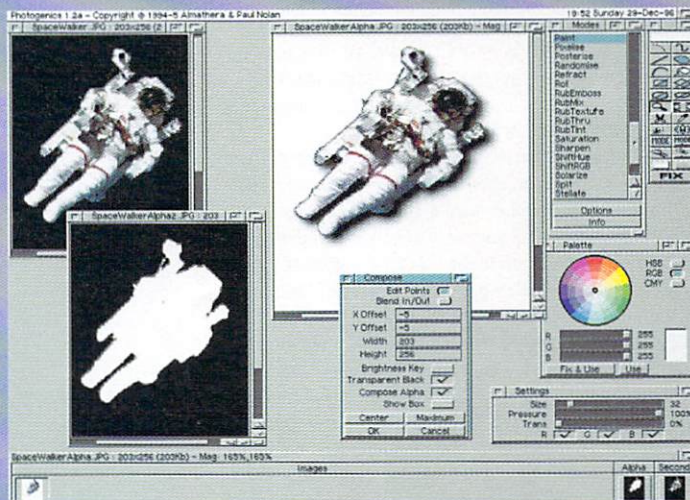 Photogenics 1.2a - Copyright © 1994-5 Almathera & Paul Nolan
19:52 Sunday 29-Dec-96
SpaceWalker.JPG : 203x256 (2
SpaceWalkerAlpha.JPG : 203x256 (203Kb) - Mag
Modes
Paint
Pixelise
Posterise
Randomise
Refract
Rol
RubEmboss
RubMix
RubTexture
RubThru
RubTint
Saturation
Sharpen
ShiftHue
ShiftRGB
Solarize
Split
Stellate
Options
Info
FIX
SpaceWalkerAlpha2.JPG : 203
Compose
Edit Points
Blend In/Out
X Offset -5
Y Offset -5
Width 203
Height 256
Brightness Key
Transparent Black
Compose Alpha
Show Box
Center Maximum
OK Cancel
Palette
HSB
RGB
CMY
R 255
G 255
B 255
Fix & Use Use
Settings
Size 32
Pressure 100%
Trans 0%
R G B
SpaceWalkerAlpha.JPG : 203x256 (203Kb) - Mag: 165%,165%
Images
Alpha
Second